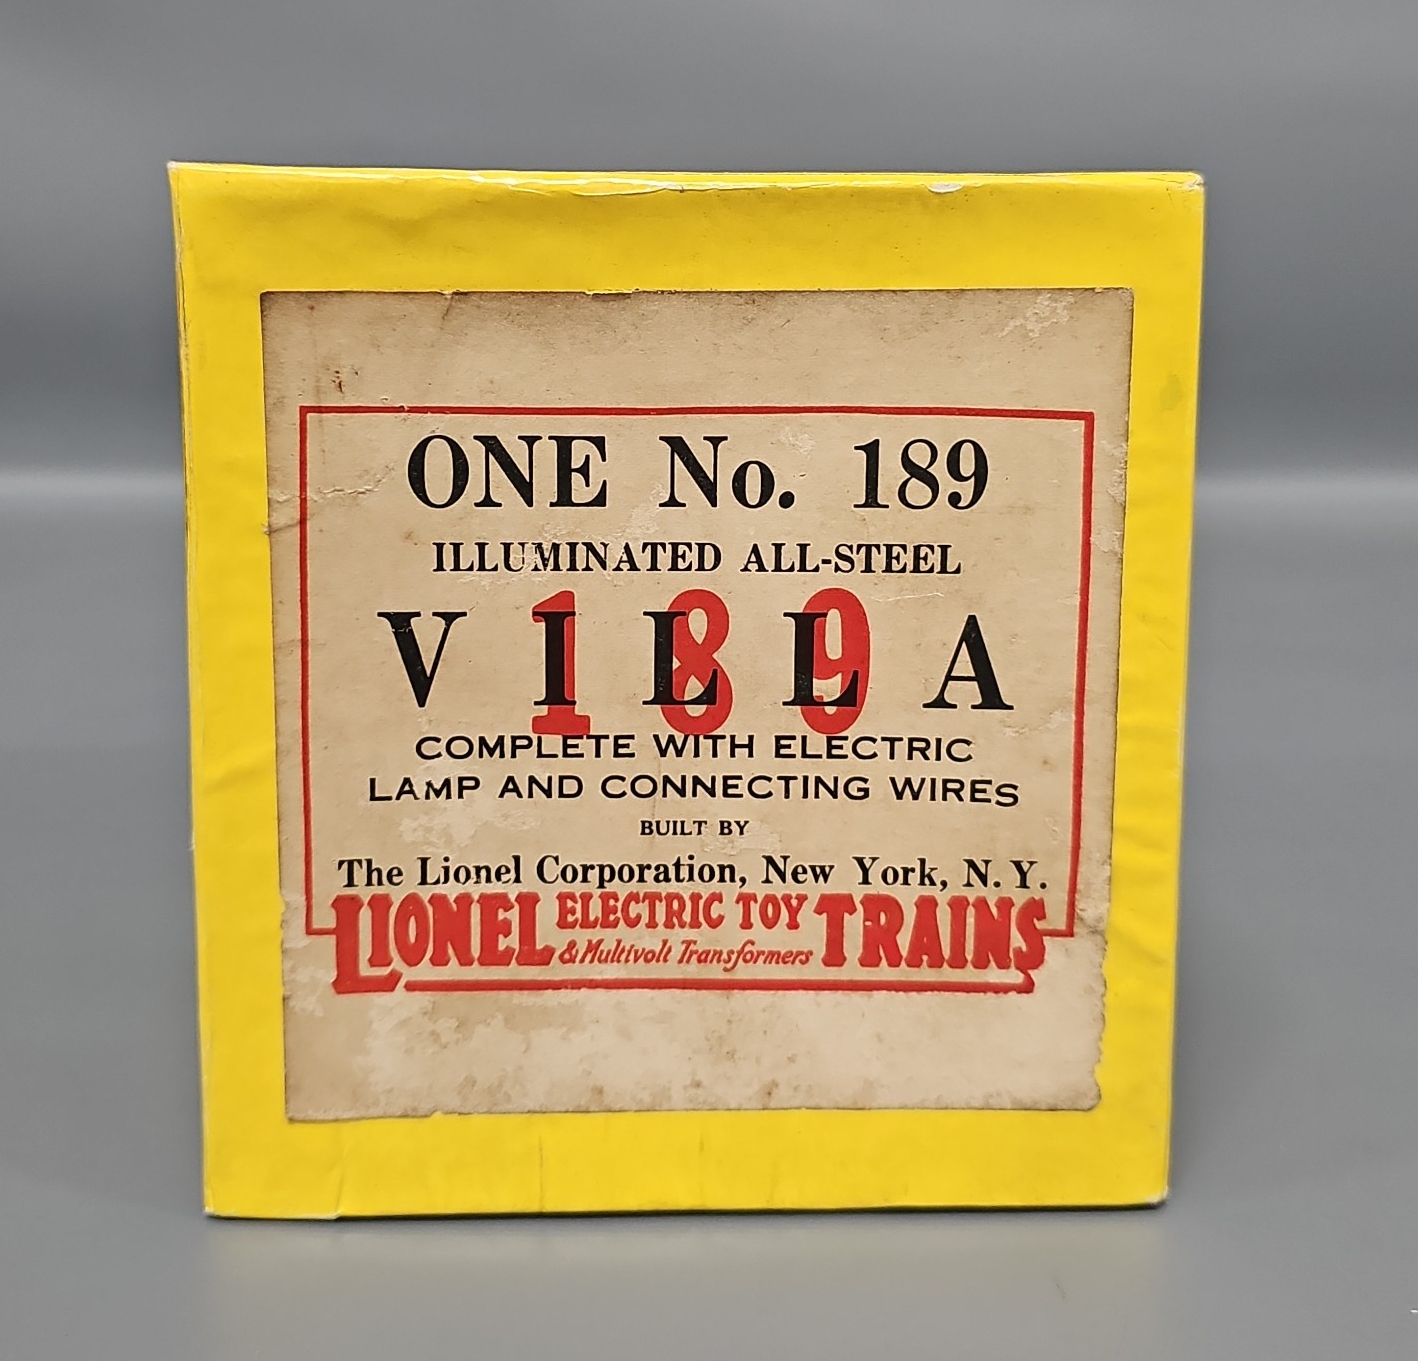 ONE No. 189
ILLUMINATED ALL-STEEL
VILLA
189
COMPLETE WITH ELECTRIC
LAMP AND CONNECTING WIRES
BUILT BY
The Lionel Corporation, New York, N. Y.
LIONEL ELECTRIC TOY TRAINS
& Multivolt Transformers